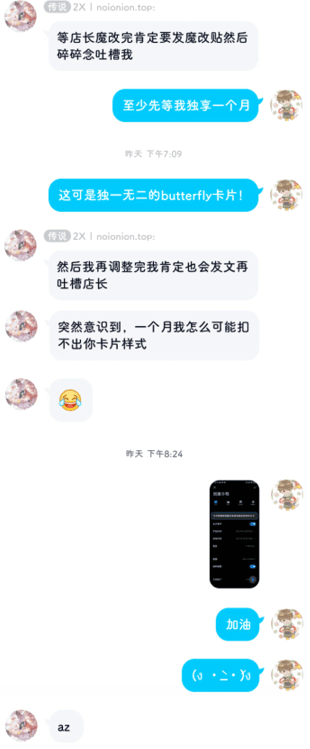 传说 2X | noionion.top:
等店长魔改完肯定要发魔改贴然后
碎碎念吐槽我
至少先等我独享一个月
昨天 下午7:09
这可是独一无二的butterfly卡片！
传说 2X | noionion.top:
然后我再调整完我肯定也会发文再
吐槽店长
突然意识到，一个月我怎么可能扣
不出你卡片样式
昨天 下午8:24
加油
(ง •̀_•́)ง
az